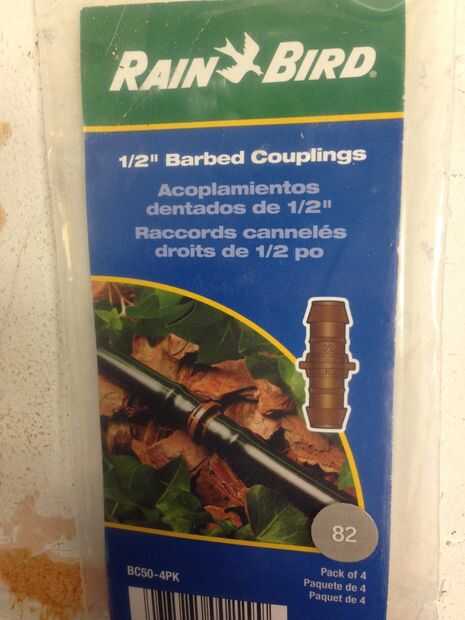 RAIN BIRD®
1/2" Barbed Couplings
Acoplamientos
dentados de 1/2"
Raccords cannelés
droits de 1/2 po
82
BC50-4PK
Pack of 4
Paquete de 4
Paquet de 4